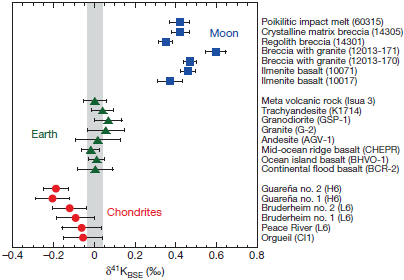 Moon
Poikilitic impact melt (60315)
Crystalline matrix breccia (14305)
Regolith breccia (14301)
Breccia with granite (12013-171)
Breccia with granite (12013-170)
Ilmenite basalt (10071)
Ilmenite basalt (10017)
Earth
Meta volcanic rock (Isua 3)
Trachyandesite (K1714)
Granodiorite (GSP-1)
Granite (G-2)
Andesite (AGV-1)
Mid-ocean ridge basalt (CHEPR)
Ocean island basalt (BHVO-1)
Continental flood basalt (BCR-2)
Chondrites
Guareña no. 2 (H6)
Guareña no. 1 (H6)
Bruderheim no. 2 (L6)
Bruderheim no. 1 (L6)
Peace River (L6)
Orgueil (CI1)
−0.4 −0.2 0 0.2 0.4 0.6 0.8
δ⁴¹K_BSE (‰)